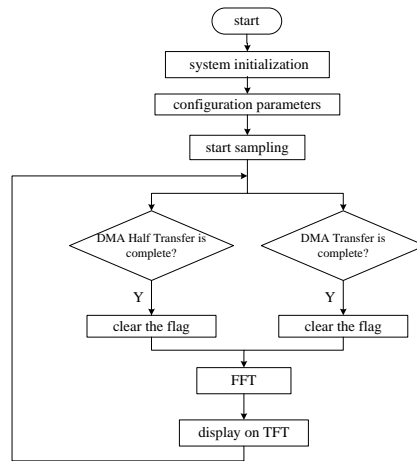 start
system initialization
configuration parameters
start sampling
DMA Half Transfer is
complete?
DMA Transfer is
complete?
Y
Y
clear the flag
clear the flag
FFT
display on TFT